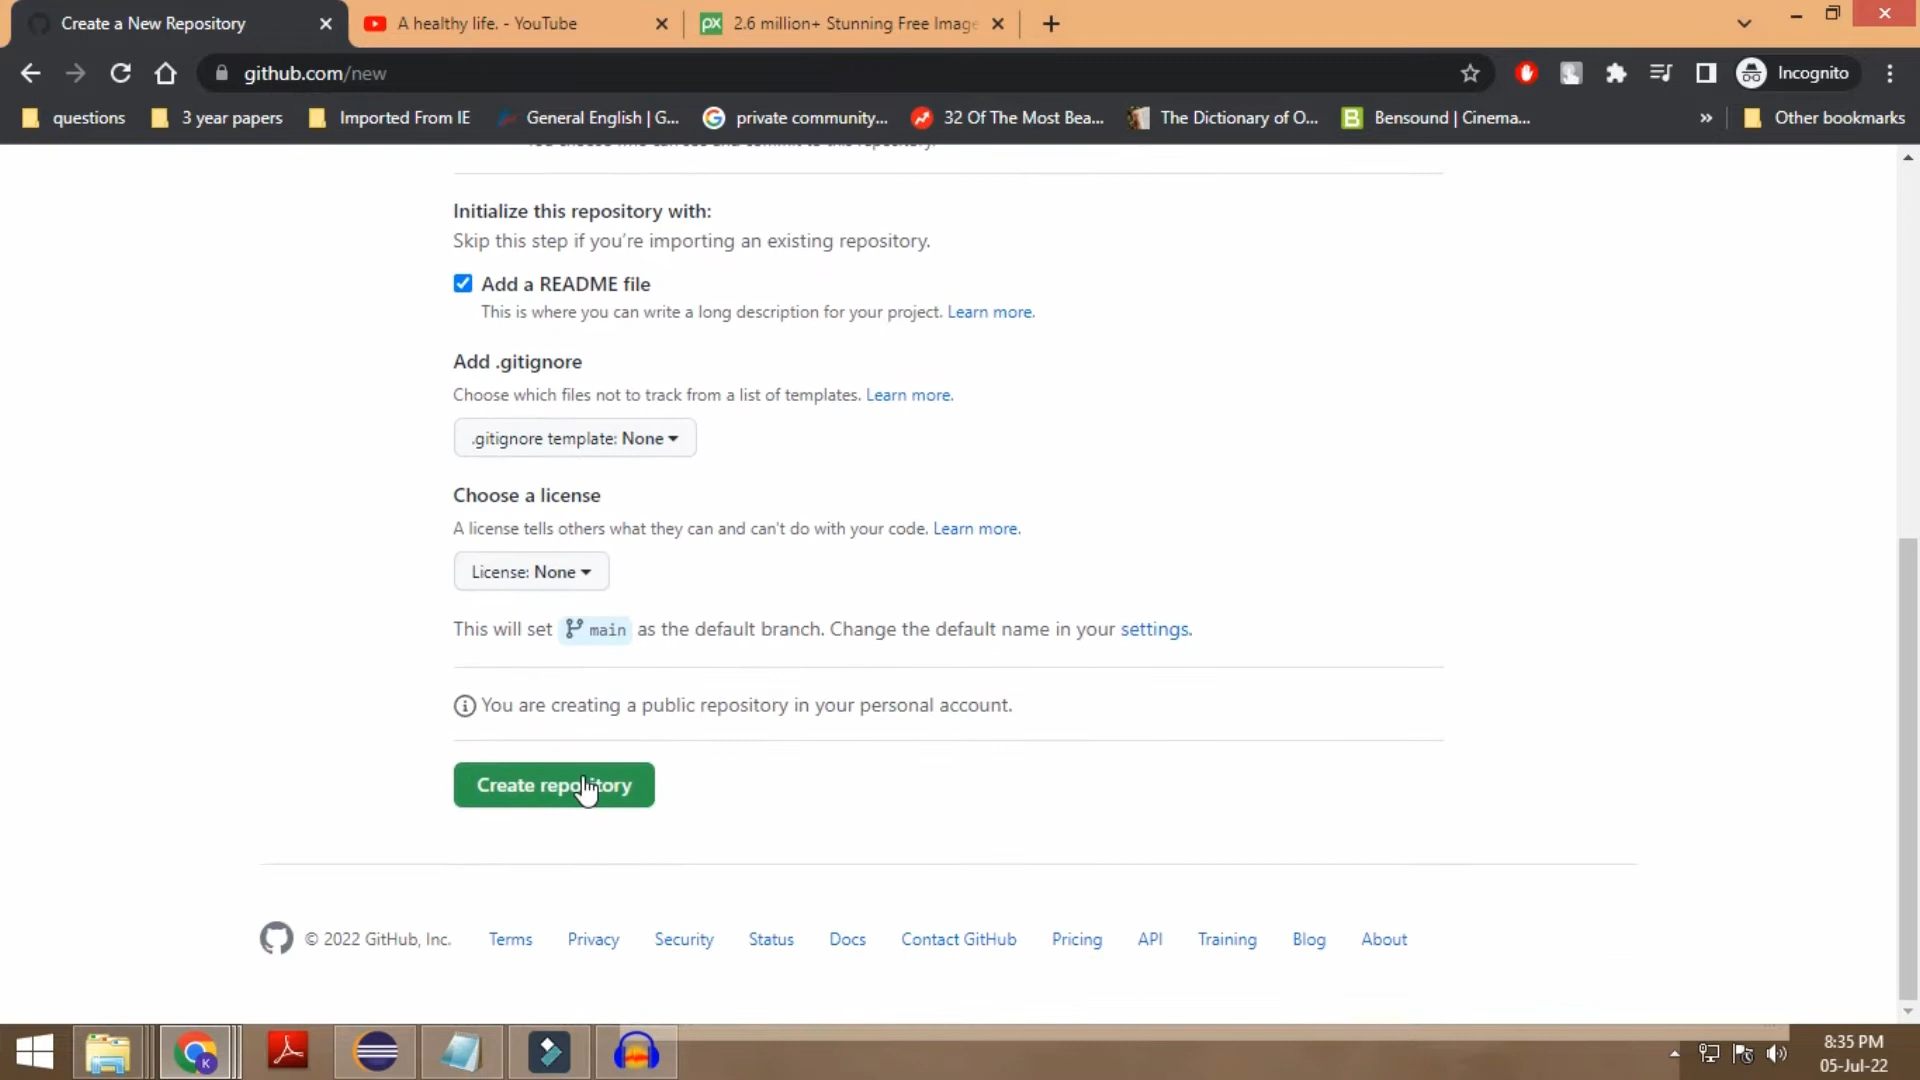 Create a New Repository
A healthy life. - YouTube
px 2.6 million+ Stunning Free Image
github.com/new
Incognito
questions
3 year papers
Imported From IE
General English | G...
private community...
32 Of The Most Bea...
The Dictionary of O...
B Bensound | Cinema...
»
Other bookmarks
Initialize this repository with:
Skip this step if you're importing an existing repository.
Add a README file
This is where you can write a long description for your project. Learn more.
Add .gitignore
Choose which files not to track from a list of templates. Learn more.
.gitignore template: None
Choose a license
A license tells others what they can and can't do with your code. Learn more.
License: None
This will set main as the default branch. Change the default name in your settings.
You are creating a public repository in your personal account.
Create repository
© 2022 GitHub, Inc.
Terms
Privacy
Security
Status
Docs
Contact GitHub
Pricing
API
Training
Blog
About
K
8:35 PM
05-Jul-22